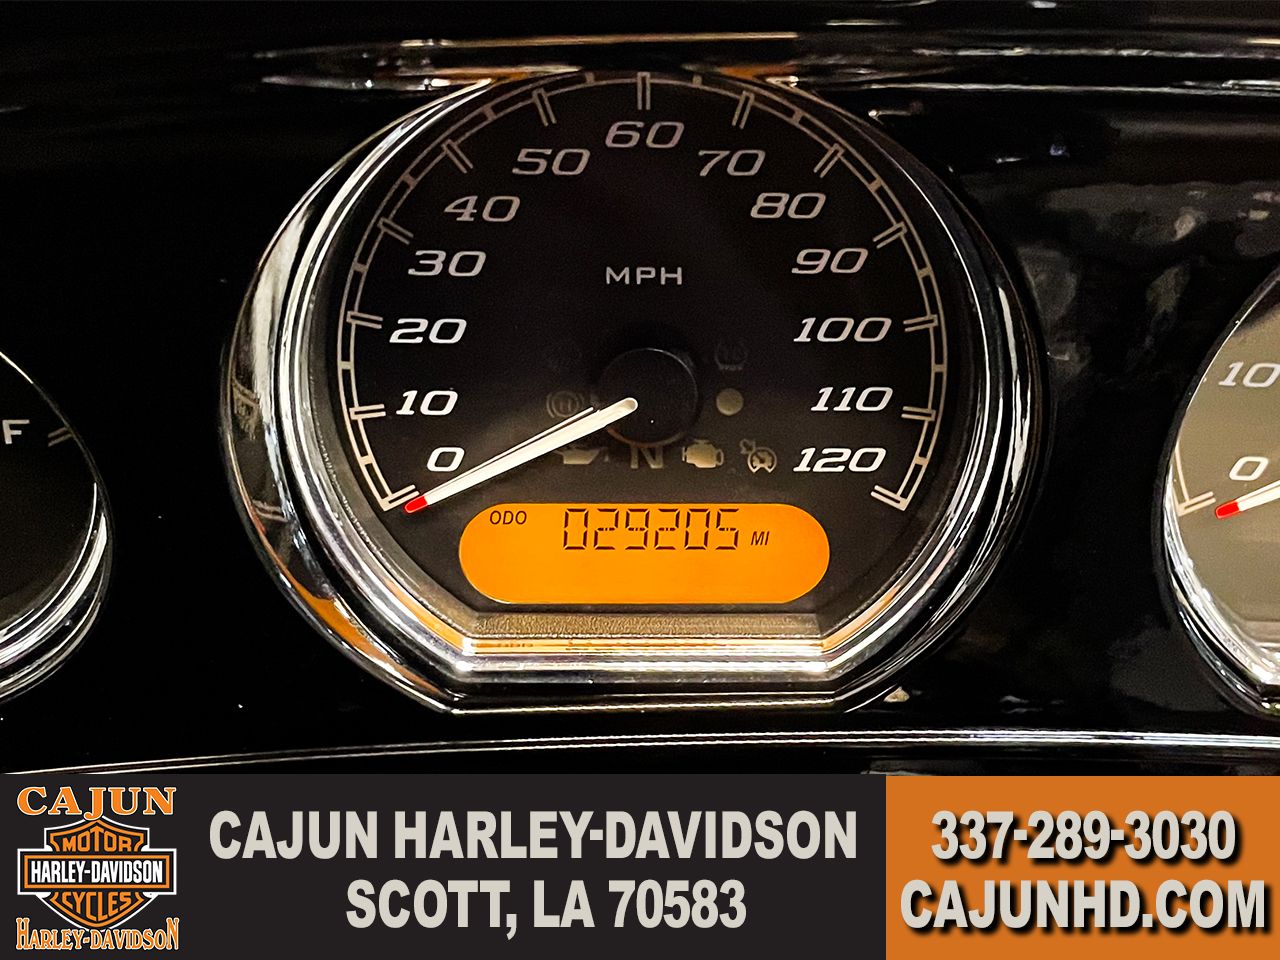 60
50
70
40
80
30
MPH
90
20
100
10
110
0
120
N
F
10
0
ODO 029205 MI
CAJUN
MOTOR
HARLEY-DAVIDSON
CYCLES
HARLEY-DAVIDSON
CAJUN HARLEY-DAVIDSON
SCOTT, LA 70583
337-289-3030
CAJUNHD.COM